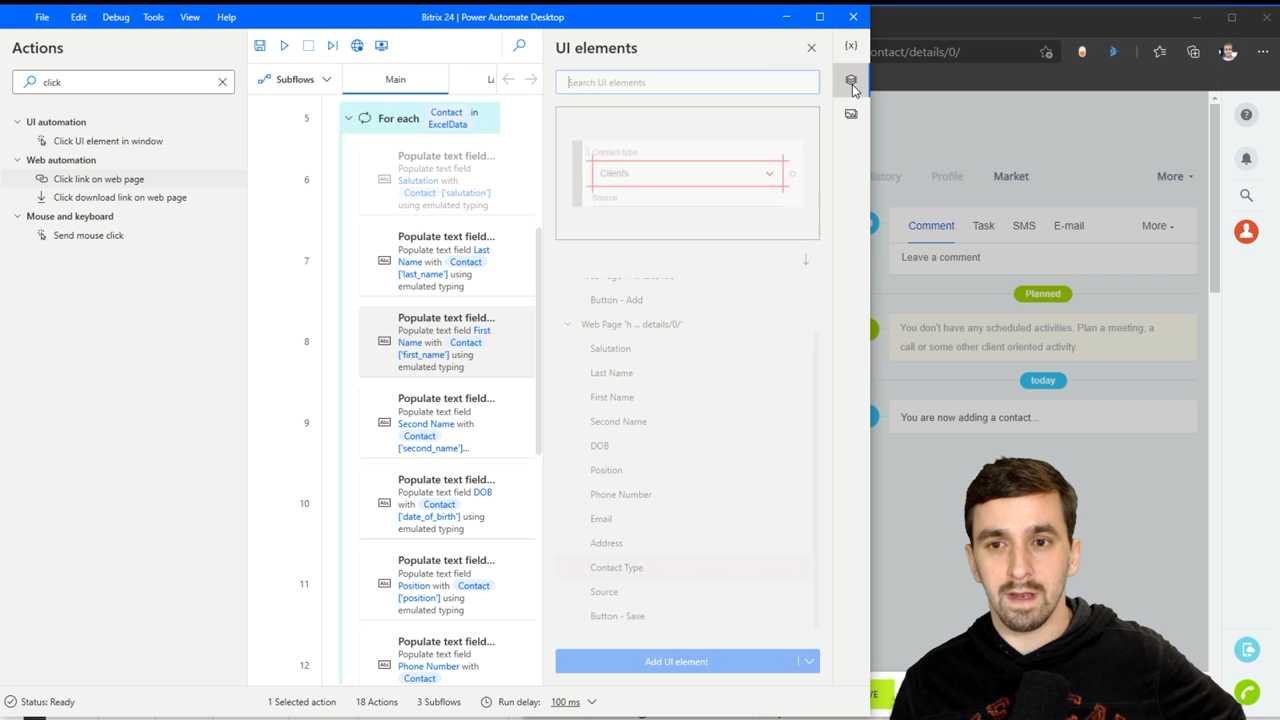 File
Edit
Debug
Tools
View
Help
Bitrix 24 | Power Automate Desktop
Actions
click
UI automation
Click UI element in window
Web automation
Click link on web page
Click download link on web page
Mouse and keyboard
Send mouse click
Subflows
Main
5
For each
Contact in
ExcelData
6
Populate text field...
Populate text field
Salutation with
Contact ['salutation']
using emulated typing
7
Populate text field...
Populate text field Last
Name with Contact
['last_name'] using
emulated typing
8
Populate text field...
Populate text field First
Name with Contact
['first_name'] using
emulated typing
9
Populate text field...
Populate text field
Second Name with
Contact
['second_name']...
10
Populate text field...
Populate text field DOB
with Contact
['date_of_birth'] using
emulated typing
11
Populate text field...
Populate text field
Position with Contact
['position'] using
emulated typing
12
Populate text field...
Populate text field
Phone Number with
Contact
UI elements
Search UI elements
{x}
Contact type
Clients
Source
Button - Add
Web Page 'h ... details/0/'
Salutation
Last Name
First Name
Second Name
DOB
Position
Phone Number
Email
Address
Contact Type
Source
Button - Save
Add UI element
Status: Ready
1 Selected action
18 Actions
3 Subflows
Run delay:
100 ms
ontact/details/0/
istory
Profile
Market
More
Comment
Task
SMS
E-mail
More
Leave a comment
Planned
You don't have any scheduled activities. Plan a meeting, a
call or some other client oriented activity.
today
You are now adding a contact...